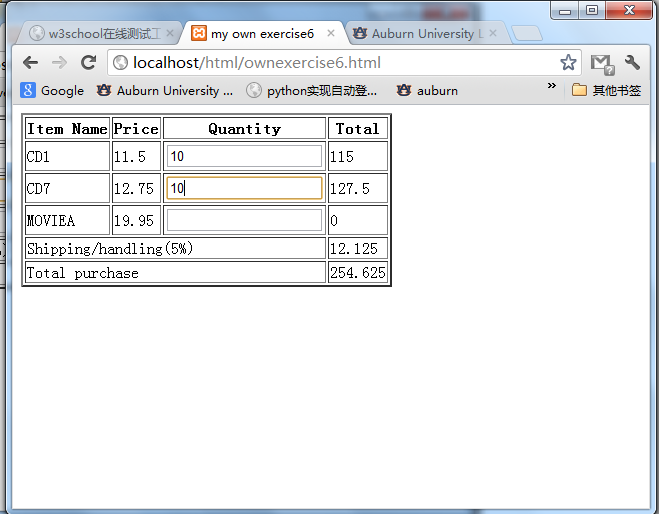 w3school在线测试工
my own exercise6
Auburn University L
localhost/html/ownexercise6.html
Google
Auburn University ...
python实现自动登...
auburn
»
其他书签
Item Name Price Quantity Total
CD1 11.5 10 115
CD7 12.75 10 127.5
MOVIEA 19.95 0
Shipping/handling(5%) 12.125
Total purchase 254.625